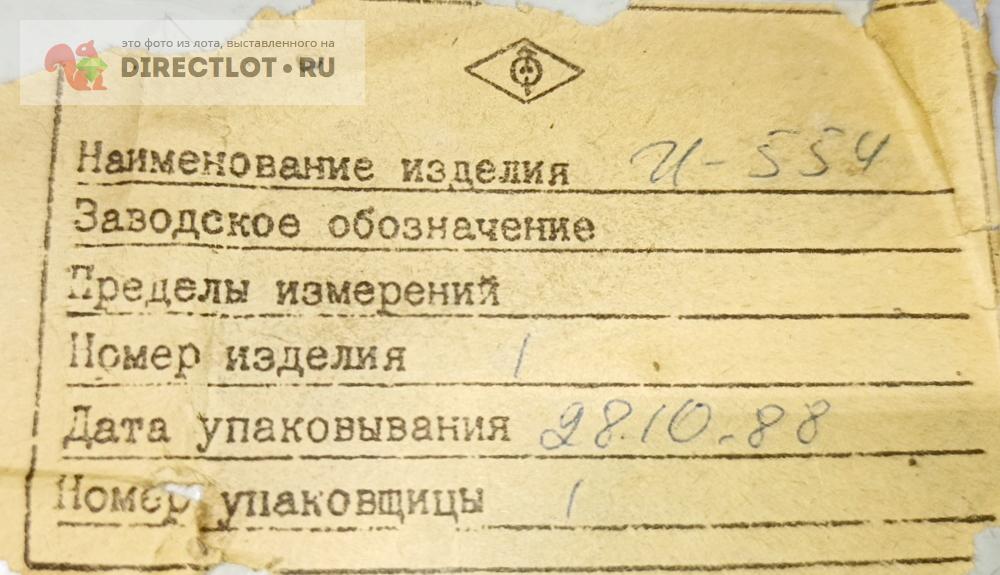 это фото из лота, выставленного на
DIRECTLOT.RU
Наименование изделия И-554
Заводское обозначение
Пределы измерений
Номер изделия 1
Дата упаковывания 28.10.88
Номер упаковщицы 1